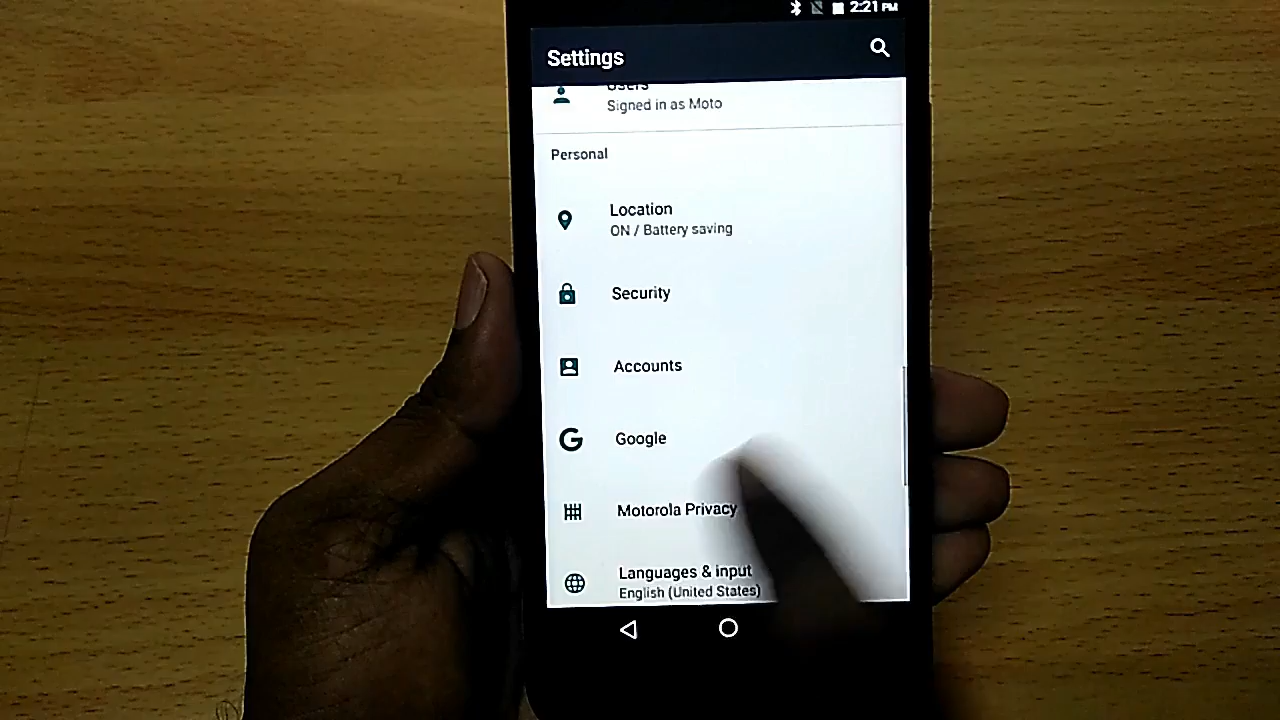 2:21 PM
Settings
Users
Signed in as Moto
Personal
Location
ON / Battery saving
Security
Accounts
Google
Motorola Privacy
Languages & input
English (United States)